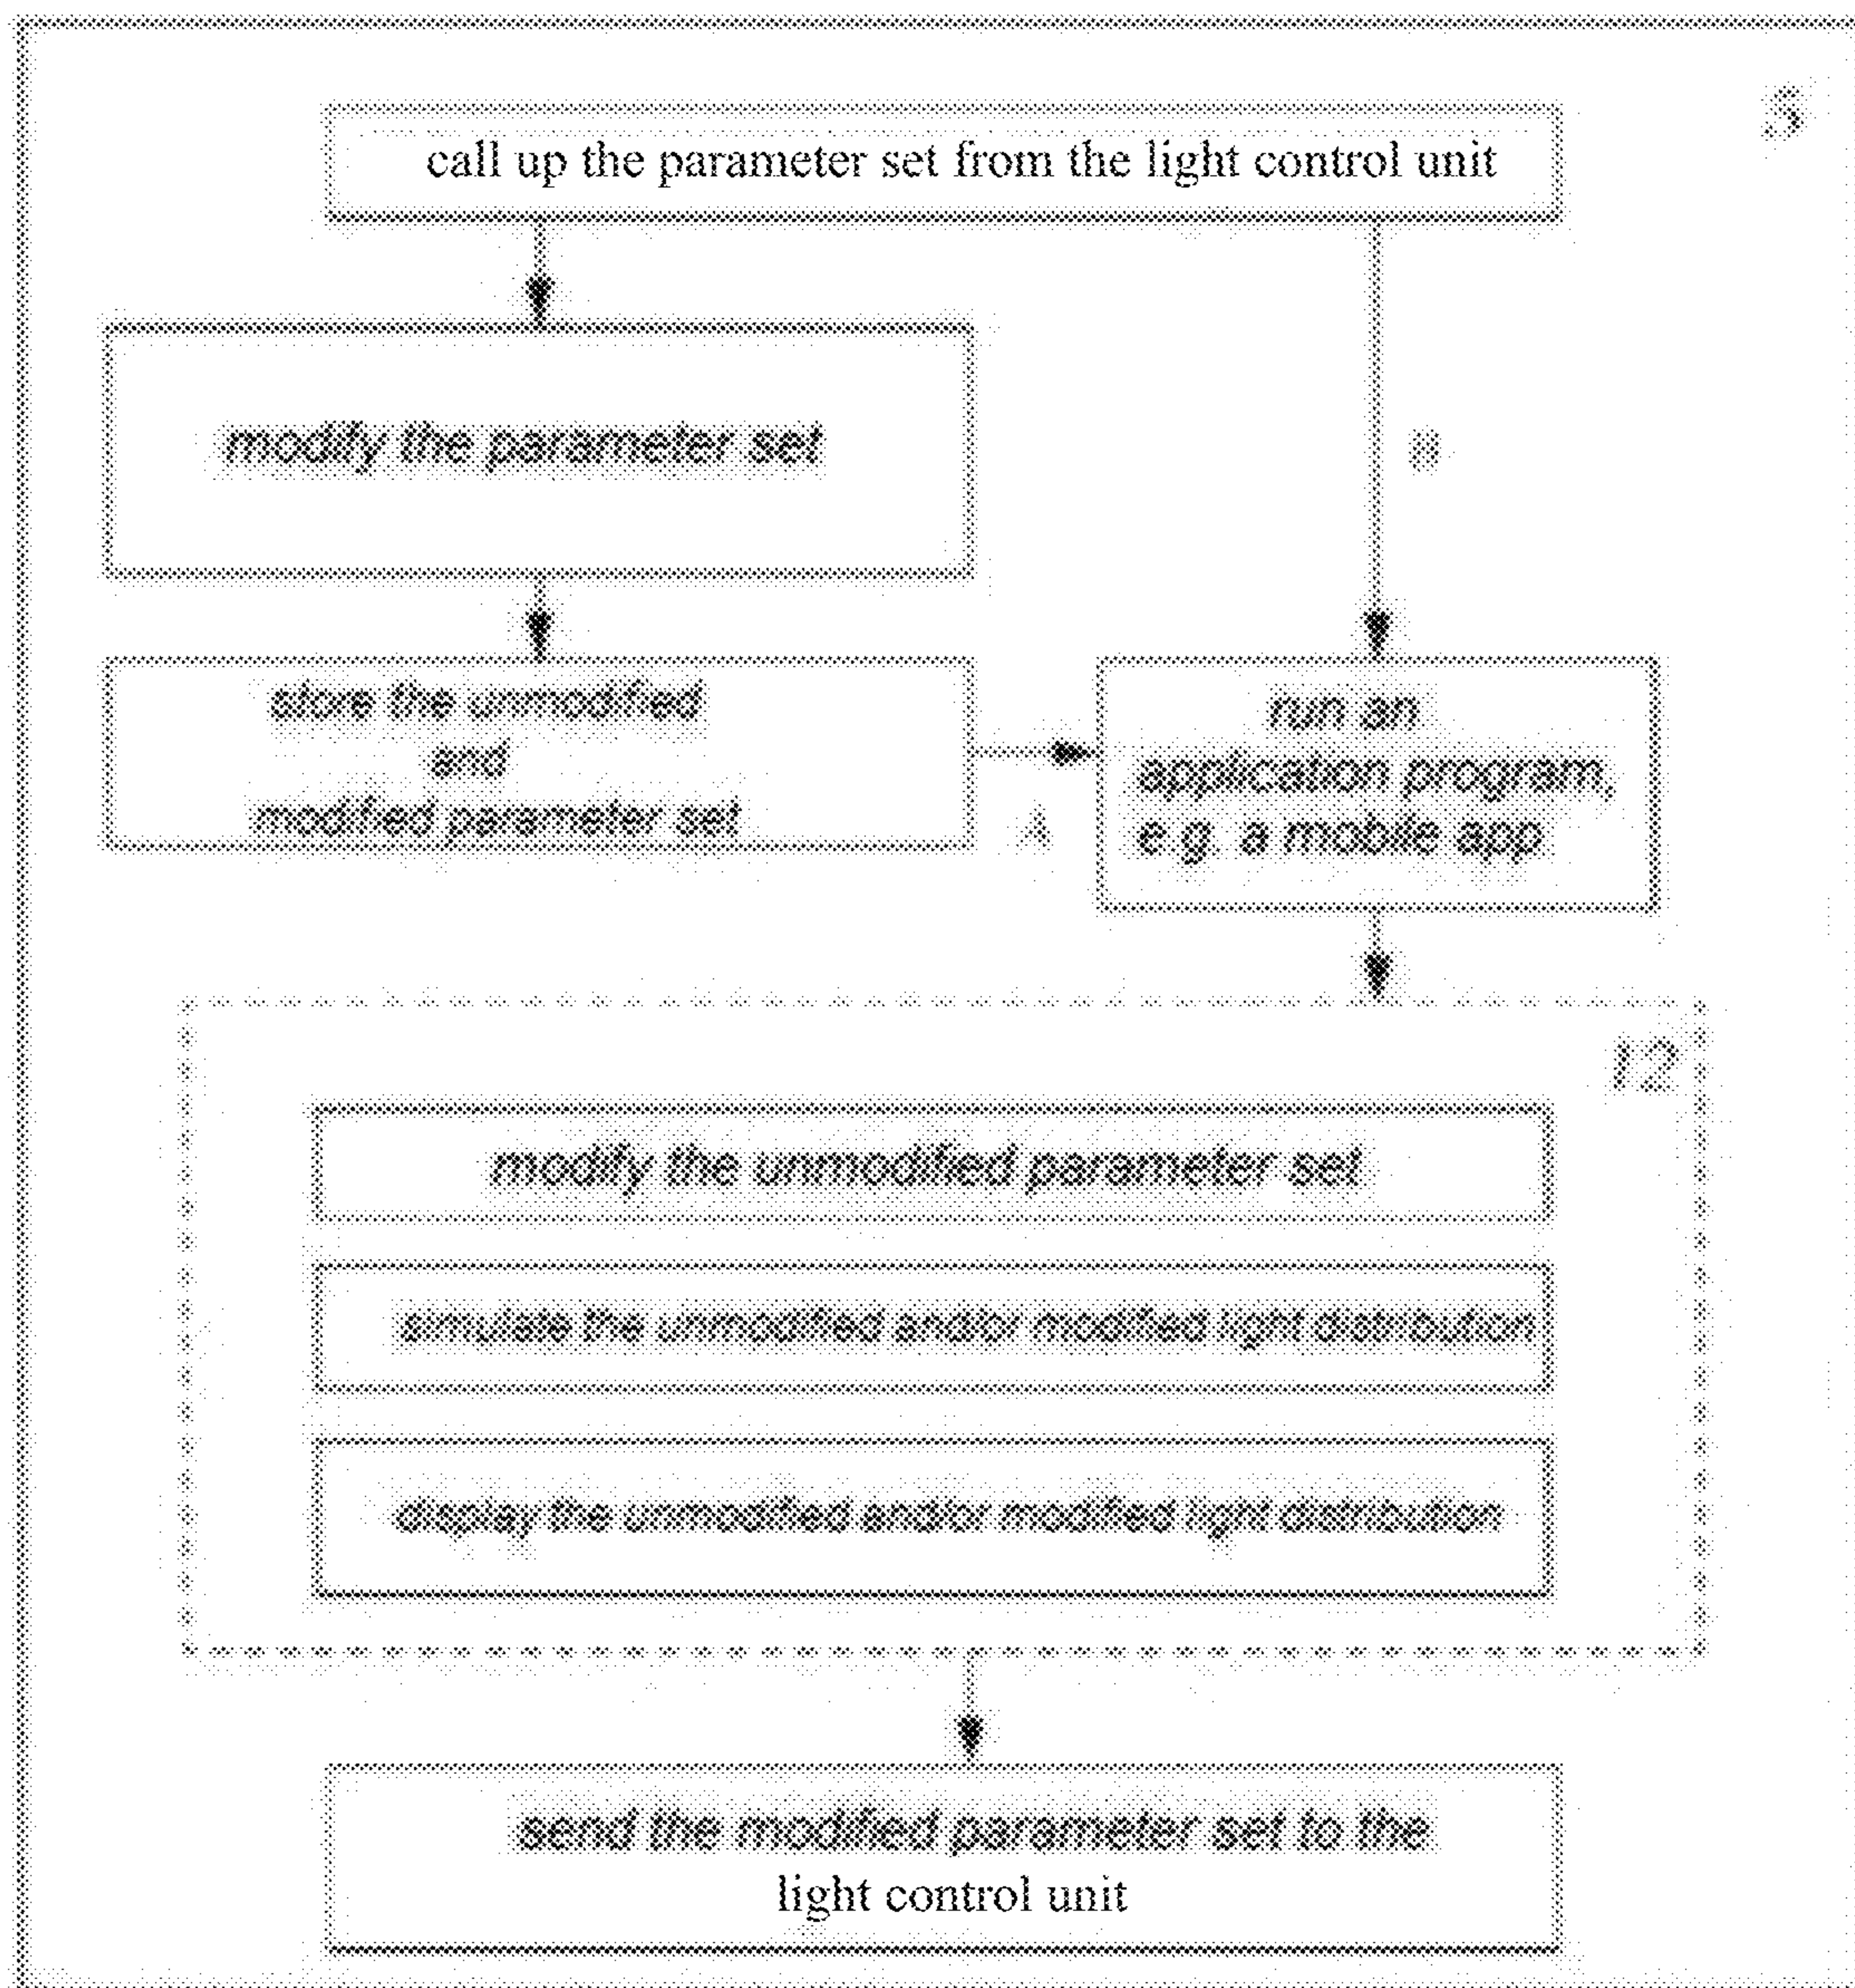 5
call up the parameter set from the light control unit
modify the parameter set
B
store the unmodified
and
modified parameter set
A
run an
application program,
e.g. a mobile app
12
modify the unmodified parameter set
simulate the unmodified and/or modified light distribution
display the unmodified and/or modified light distribution
send the modified parameter set to the
light control unit